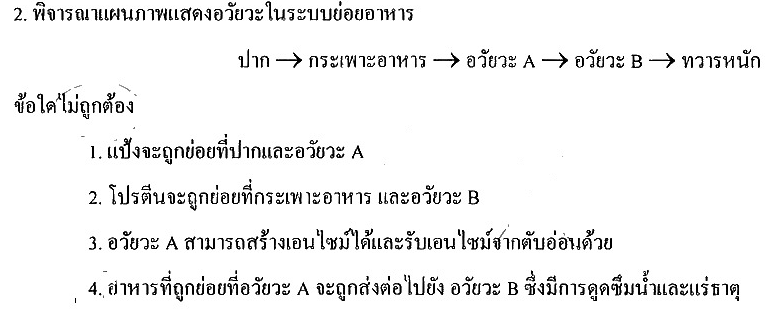 2. พิจารณาแผนภาพแสดงอวัยวะในระบบย่อยอาหาร
ปาก → กระเพาะอาหาร → อวัยวะ A → อวัยวะ B → ทวารหนัก
ข้อใดไม่ถูกต้อง
1. แป้งจะถูกย่อยที่ปากและอวัยวะ A
2. โปรตีนจะถูกย่อยที่กระเพาะอาหาร และอวัยวะ B
3. อวัยวะ A สามารถสร้างเอนไซม์ได้และรับเอนไซม์จากตับอ่อนด้วย
4. อาหารที่ถูกย่อยที่อวัยวะ A จะถูกส่งต่อไปยัง อวัยวะ B ซึ่งมีการดูดซึมน้ำและแร่ธาตุ